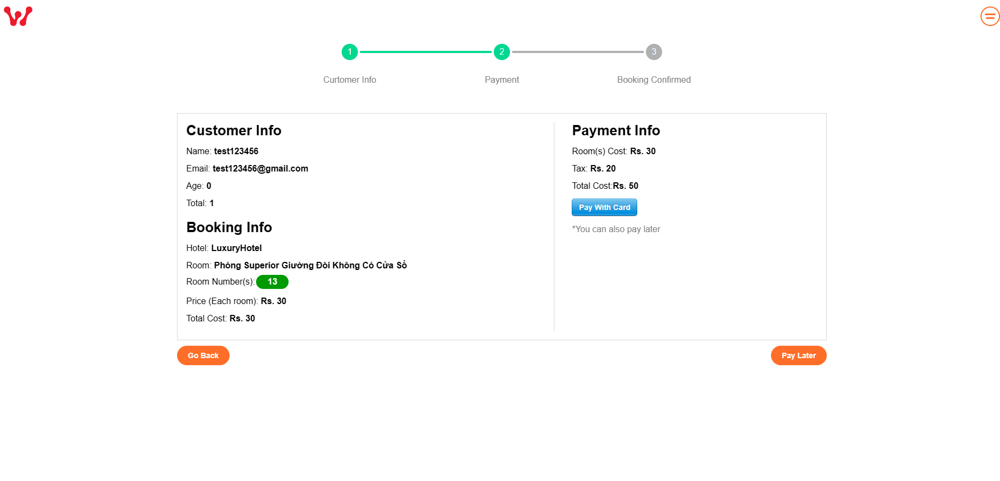 1
2
3
Curtomer Info
Payment
Booking Confirmed
Customer Info
Name: test123456
Email: test123456@gmail.com
Age: 0
Total: 1
Booking Info
Hotel: LuxuryHotel
Room: Phòng Superior Giường Đôi Không Có Cửa Sổ
Room Number(s): 13
Price (Each room): Rs. 30
Total Cost: Rs. 30
Payment Info
Room(s) Cost: Rs. 30
Tax: Rs. 20
Total Cost:Rs. 50
Pay With Card
*You can also pay later
Go Back
Pay Later